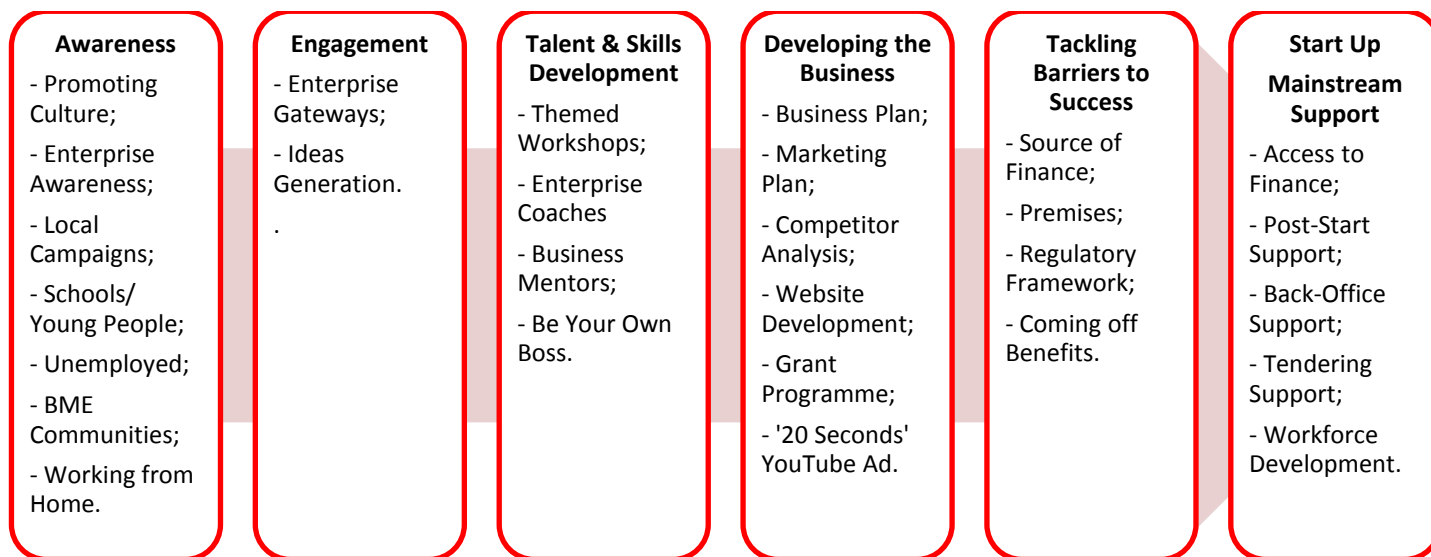 Awareness
- Promoting
Culture;
- Enterprise
Awareness;
- Local
Campaigns;
- Schools/
Young People;
- Unemployed;
- BME
Communities;
- Working from
Home.
Engagement
- Enterprise
Gateways;
- Ideas
Generation.
.
Talent & Skills
Development
- Themed
Workshops;
- Enterprise
Coaches
- Business
Mentors;
- Be Your Own
Boss.
Developing the
Business
- Business Plan;
- Marketing
Plan;
- Competitor
Analysis;
- Website
Development;
- Grant
Programme;
- '20 Seconds'
YouTube Ad.
Tackling
Barriers to
Success
- Source of
Finance;
- Premises;
- Regulatory
Framework;
- Coming off
Benefits.
Start Up
Mainstream
Support
- Access to
Finance;
- Post-Start
Support;
- Back-Office
Support;
- Tendering
Support;
- Workforce
Development.